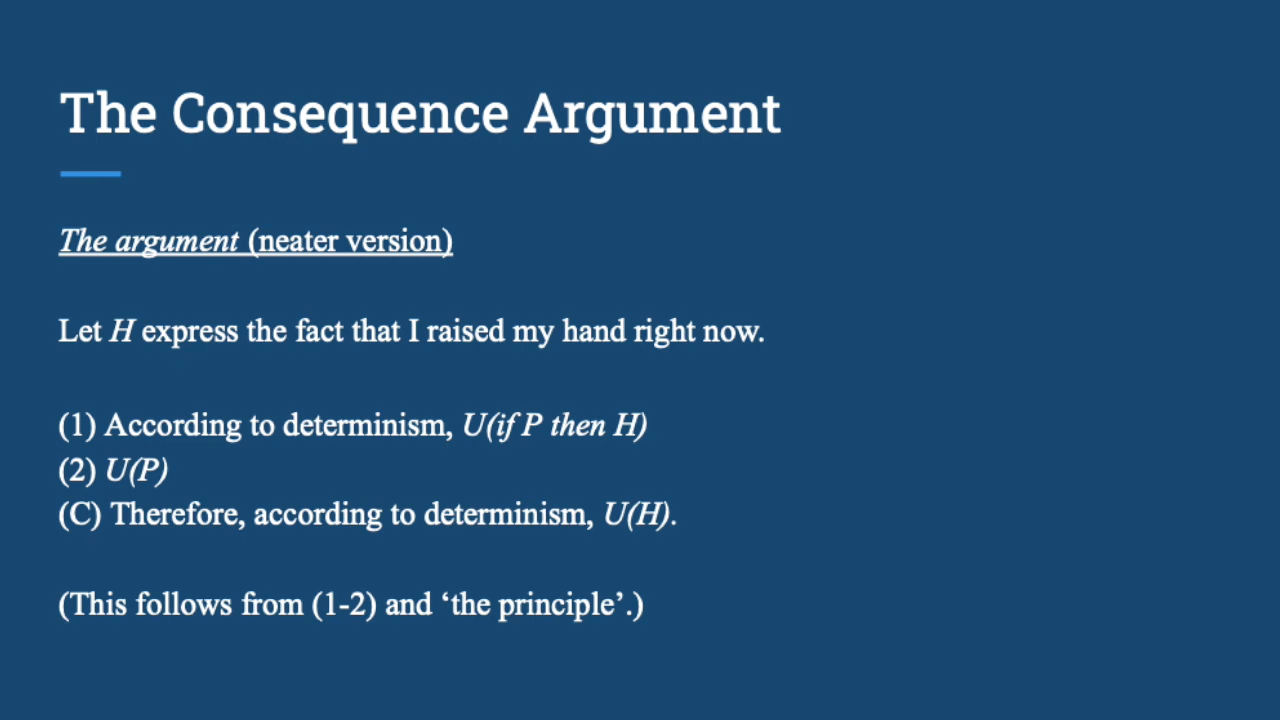 The Consequence Argument
The argument (neater version)
Let H express the fact that I raised my hand right now.
(1) According to determinism, U(if P then H)
(2) U(P)
(C) Therefore, according to determinism, U(H).
(This follows from (1-2) and ‘the principle’.)